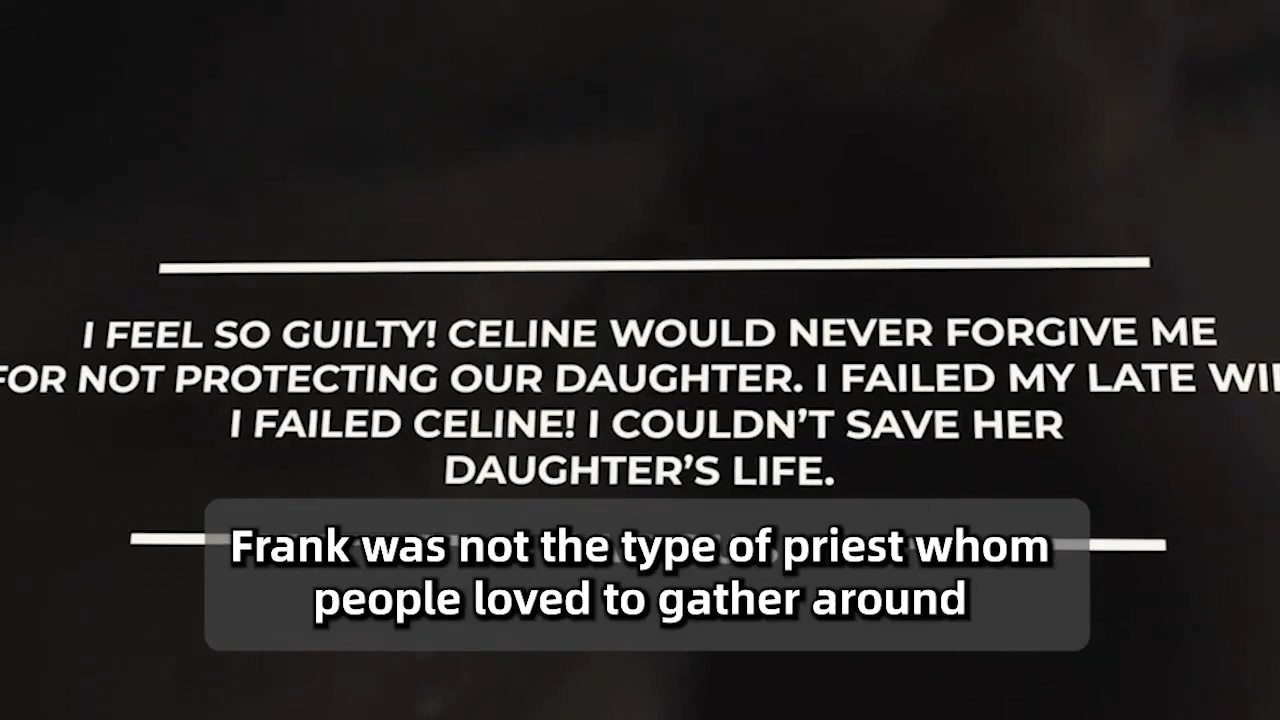 I FEEL SO GUILTY! CELINE WOULD NEVER FORGIVE ME
FOR NOT PROTECTING OUR DAUGHTER. I FAILED MY LATE
I FAILED CELINE! I COULDN'T SAVE HER
DAUGHTER'S LIFE.
Frank was not the type of priest whom
people loved to gather around